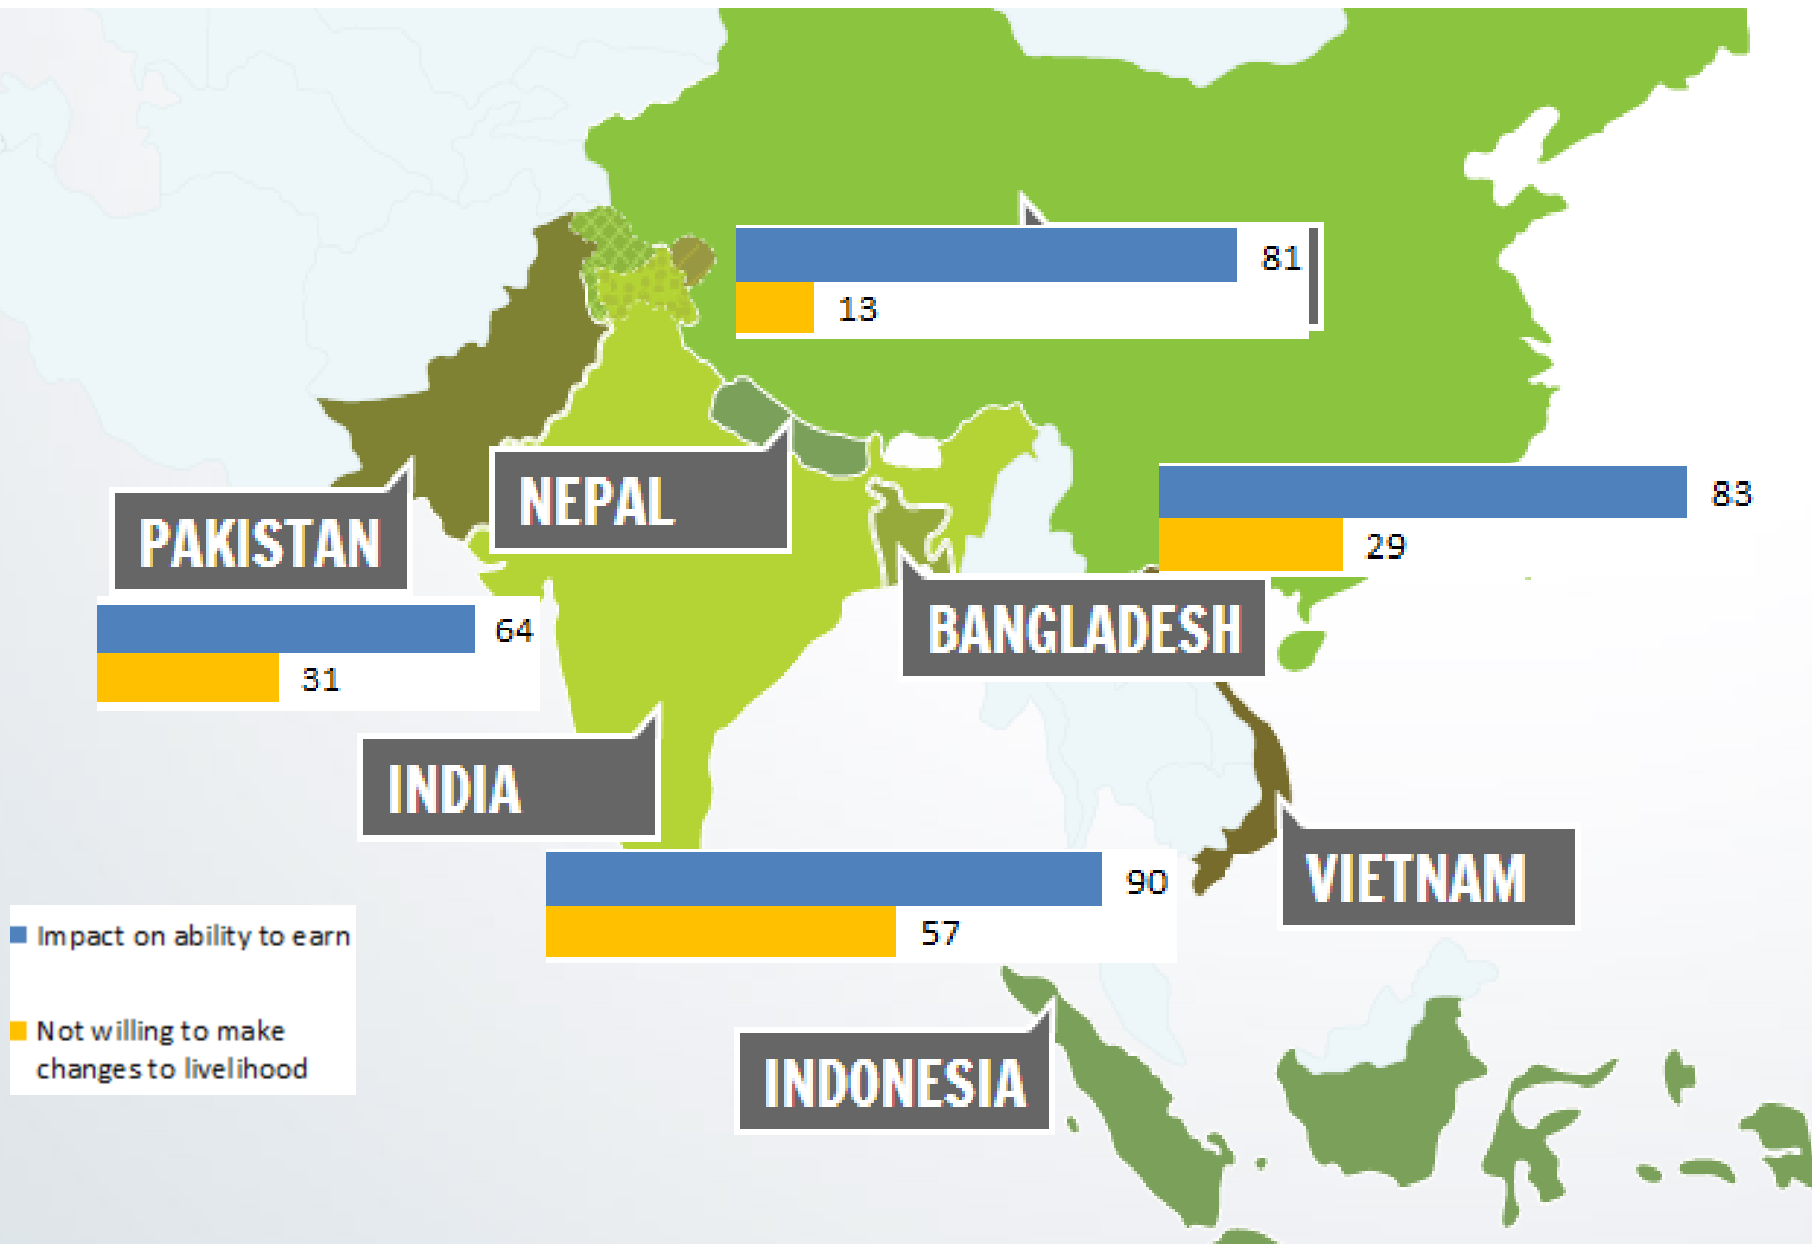 81
13
NEPAL
83
29
PAKISTAN
BANGLADESH
64
31
INDIA
VIETNAM
90
57
Impact on ability to earn
Not willing to make
changes to livelihood
INDONESIA